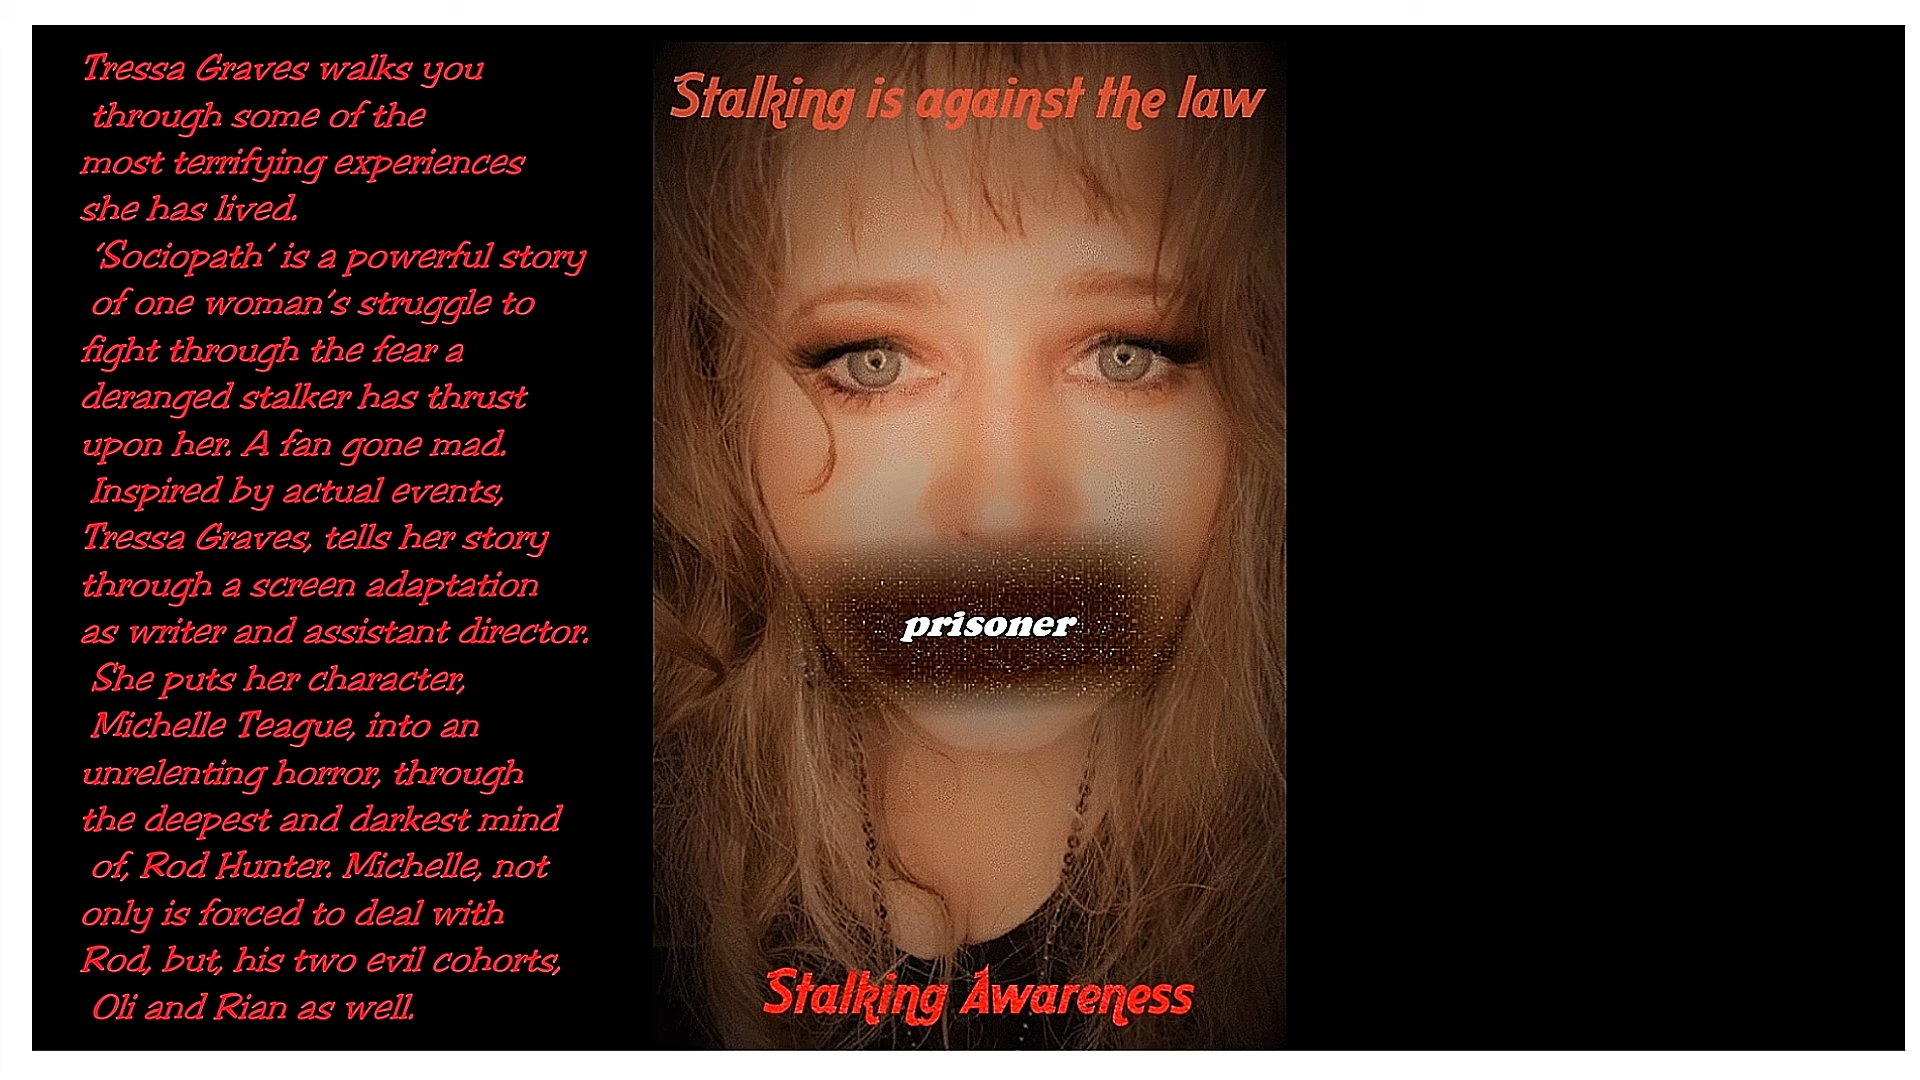 Tressa Graves walks you
through some of the
most terrifying experiences
she has lived.
‘Sociopath’ is a powerful story
of one woman’s struggle to
fight through the fear a
deranged stalker has thrust
upon her. A fan gone mad.
Inspired by actual events,
Tressa Graves, tells her story
through a screen adaptation
as writer and assistant director.
She puts her character,
Michelle Teague, into an
unrelenting horror, through
the deepest and darkest mind
of, Rod Hunter. Michelle, not
only is forced to deal with
Rod, but, his two evil cohorts,
Oli and Rian as well.
Stalking is against the law
prisoner
Stalking Awareness